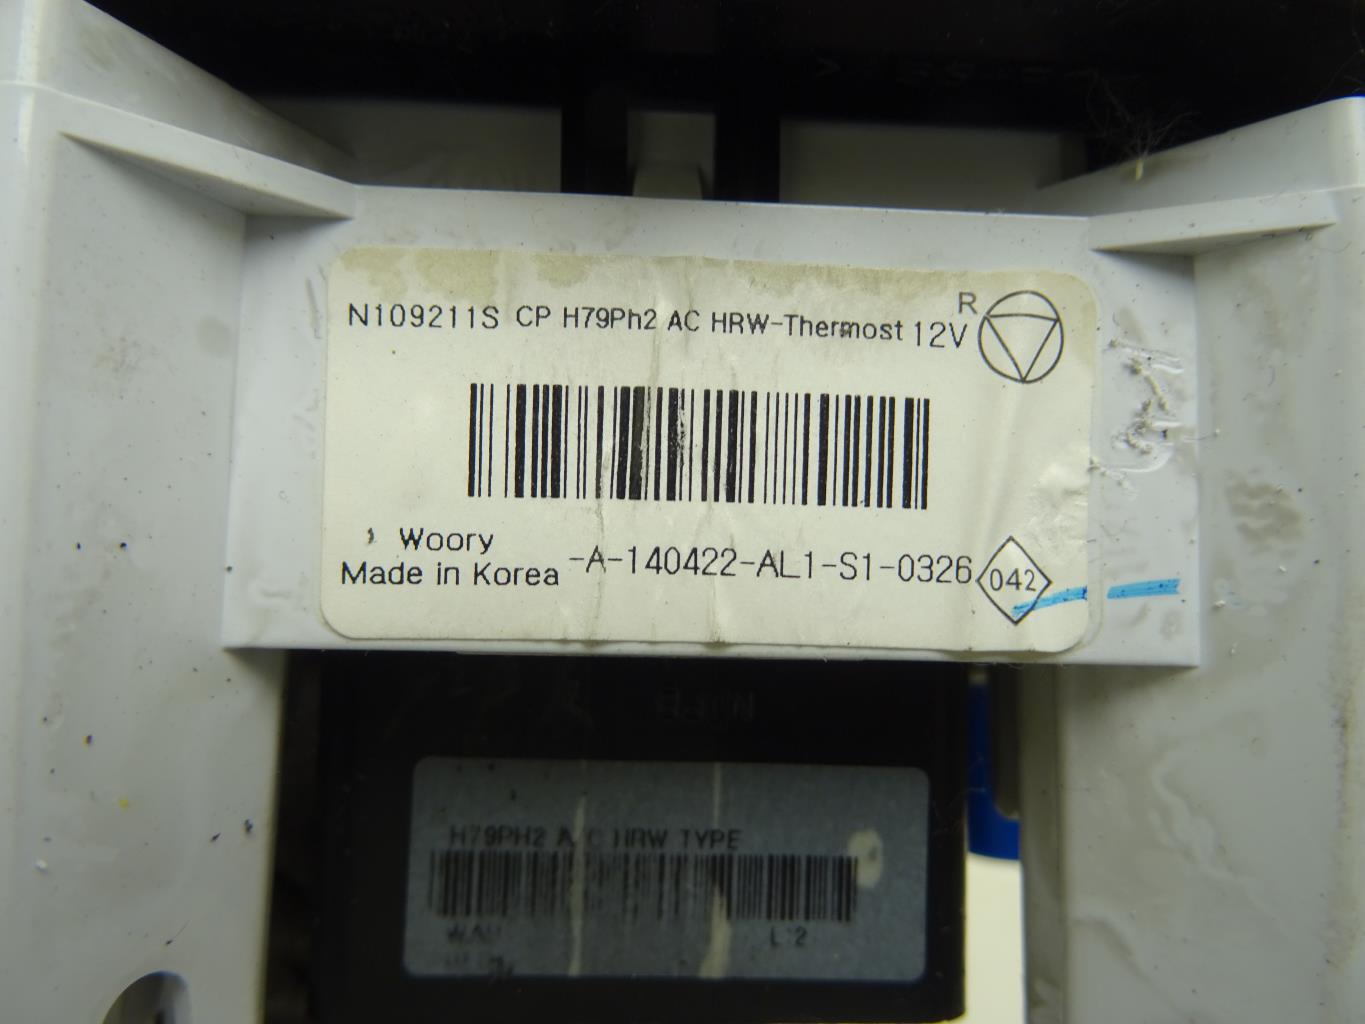 N109211S CP H79Ph2 AC HRW-Thermost 12V R
Woory
Made in Korea -A-140422-AL1-S1-0326 042
H79PH2 A/C HRW TYPE